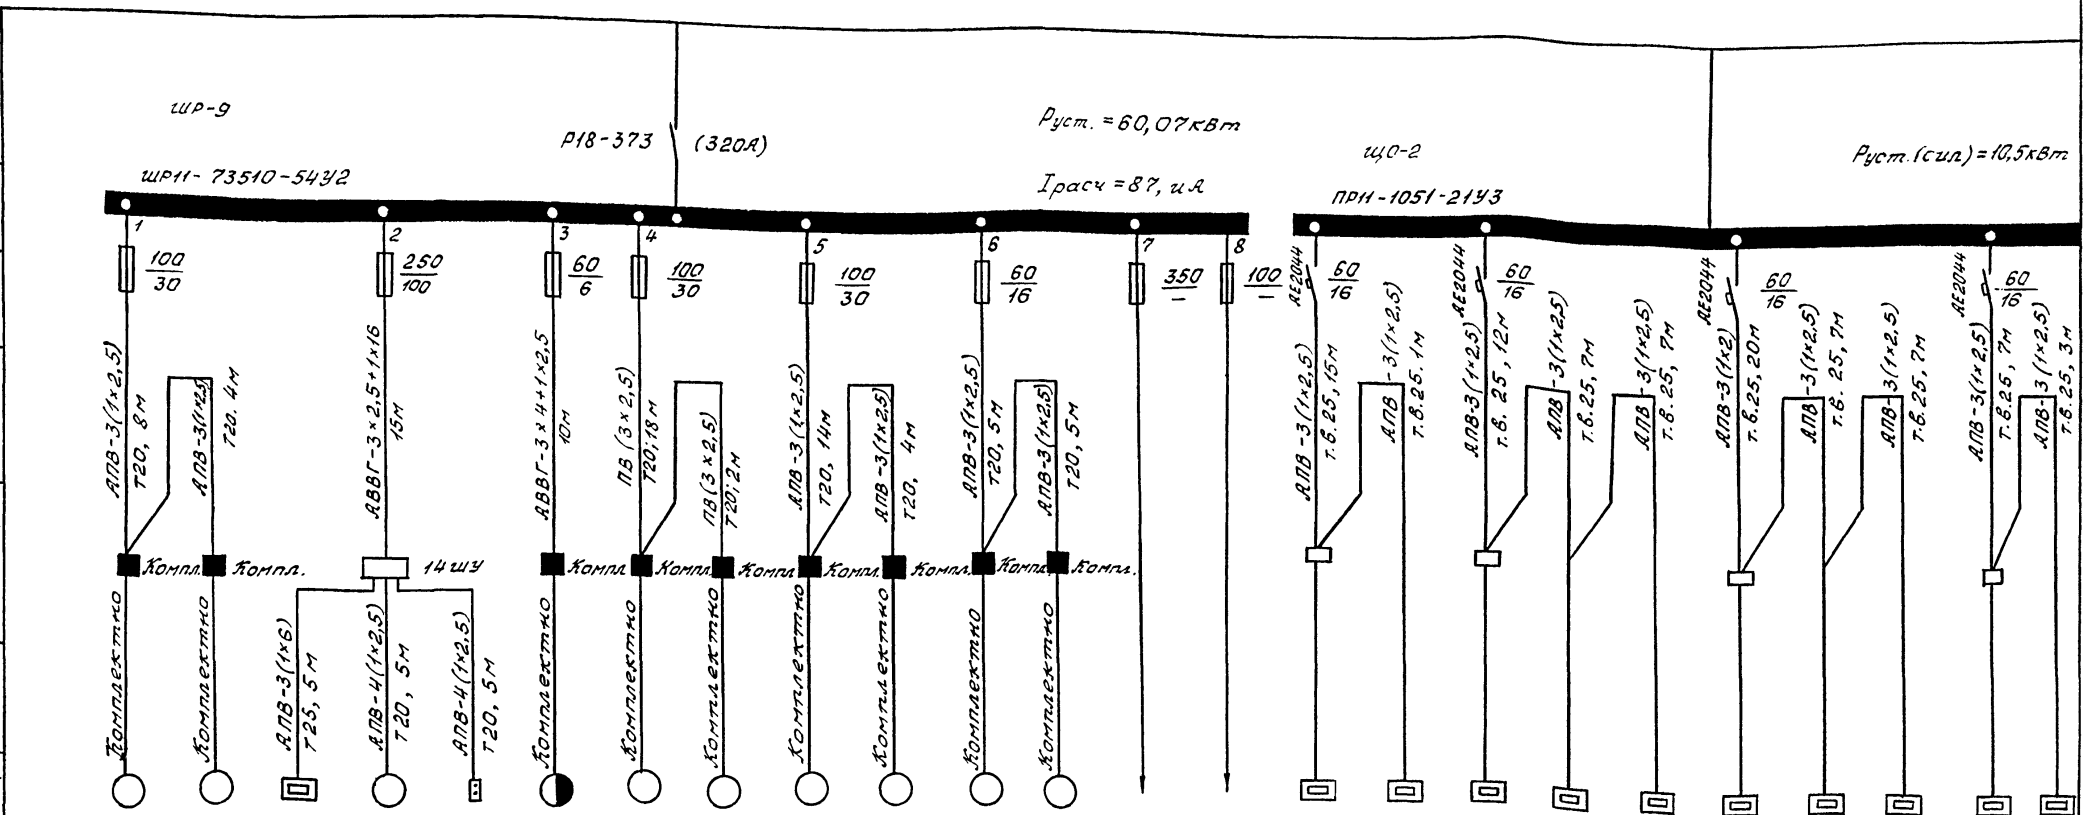 ШР-9
ШР11-73510-54У2
Р18-373 (320А)
Руст. = 60,07кВт
Iрасч = 87, иА
1
100
30
АПВ-3(1×2,5)
Т20, 8м
АПВ-3(1×2,5)
Т20. 4м
Компл.
Компл.
Комплектно
Комплектно
2
250
100
АВВГ-3×2,5+1×16
15м
14ШУ
АПВ-3(1×6)
Т25, 5м
АПВ-4(1×2,5)
Т20, 5м
АПВ-4(1×2,5)
Т20, 5м
3
60
6
АВВГ-3×4+1×2,5
10м
Компл
Комплектно
4
100
30
ПВ(3×2,5)
Т20; 18м
ПВ(3×2,5)
Т20; 2м
Компл.
Компл
Комплектно
Комплектно
5
100
30
АПВ-3(1×2,5)
Т20, 14м
АПВ-3(1×2,5)
Т20, 4м
Компл.
Компл.
Комплектно
Комплектно
6
60
16
АПВ-3(1×2,5)
Т20, 5м
АПВ-3(1×2,5)
Т20, 5м
Компл.
Компл.
Комплектно
Комплектно
7
350
–
8
100
–
ЩО-2
ПР11-1051-21У3
Руст.(сил)=10,5кВт
АЕ2044
60
16
АПВ-3(1×2,5)
т.в.25, 15м
АПВ-3(1×2,5)
т.в.25. 1м
АЕ2044
60
16
АПВ-3(1×2,5)
т.в. 25, 12м
АПВ-3(1×2,5)
т.в.25, 7м
АПВ-3(1×2,5)
т.в.25, 7м
АЕ2044
60
16
АПВ-3(1×2)
т.в.25, 20м
АПВ-3(1×2,5)
т.в. 25, 7м
АПВ-3(1×2,5)
т.в.25, 7м
АЕ2044
60
16
АПВ-3(1×2,5)
т.в.25, 7м
АПВ-3(1×2,5)
т.в.25, 3м